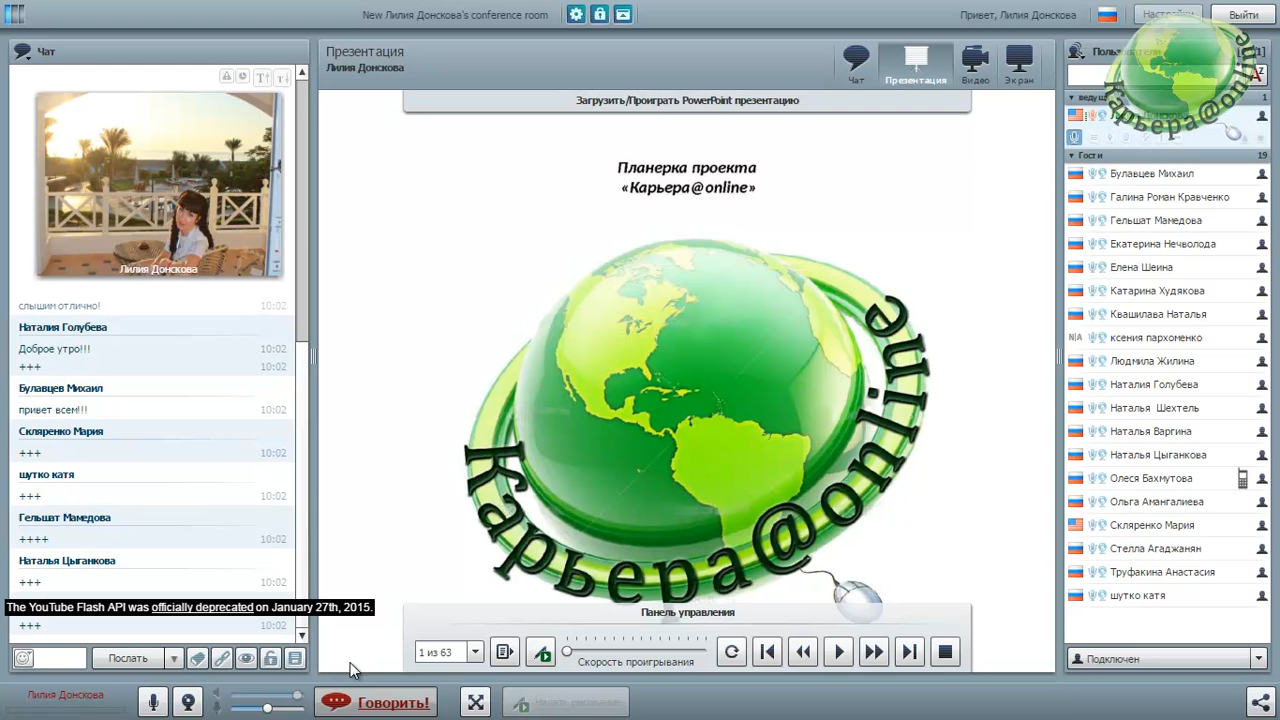 New Лилия Донскова's conference room
Привет, Лилия Донскова
Настройки
Выйти
Чат
Лилия Донскова
слышим отлично! 10:02
Наталия Голубева
Доброе утро!!! 10:02
+++ 10:02
Булавцев Михаил
привет всем!!! 10:02
Скляренко Мария
+++ 10:02
шутко катя
+++ 10:02
Гельшат Мамедова
++++ 10:02
Наталья Цыганкова
+++ 10:02
The YouTube Flash API was officially deprecated on January 27th, 2015.
+++ 10:02
Послать
Презентация
Лилия Донскова
Чат
Презентация
Видео
Экран
Загрузить/Проиграть PowerPoint презентацию
Планерка проекта
«Карьера@online»
карьера@online
Панель управления
1 из 63
Скорость проигрывания
карьера@online
Гости 19
Булавцев Михаил
Галина Роман Кравченко
Гельшат Мамедова
Екатерина Нечволода
Елена Шеина
Катарина Худякова
Квашилава Наталья
N/A ксения пархоменко
Людмила Жилина
Наталия Голубева
Наталья Шехтель
Наталья Варгина
Наталья Цыганкова
Олеся Бахмутова
Ольга Амангалиева
Скляренко Мария
Стелла Агаджанян
Труфакина Анастасия
шутко катя
Подключен
Лилия Донскова
Говорить!